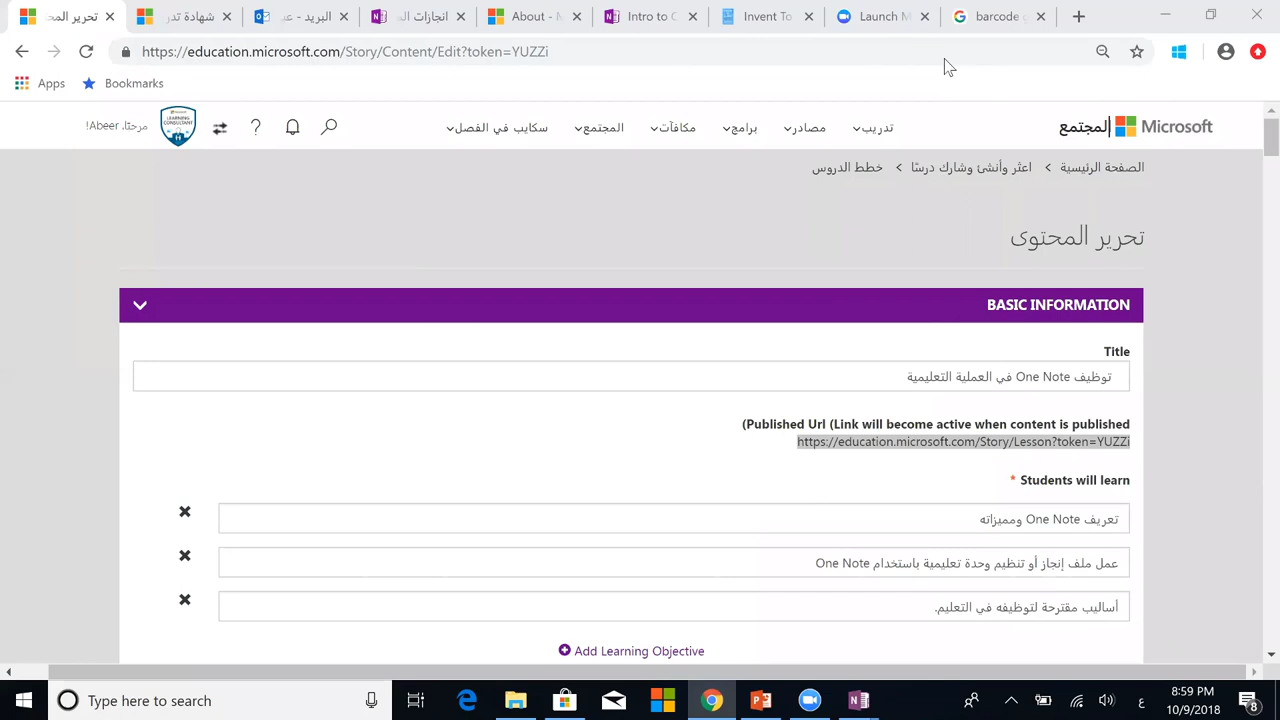 تحرير المح
شهادة تدر
البريد - عب
انجازات الم
About - M
Intro to C
Invent T
Launch M
barcode g
https://education.microsoft.com/Story/Content/Edit?token=YUZZi
Apps
Bookmarks
Microsoft
المجتمع
تدريب
مصادر
برامج
مكافآت
المجتمع
سكايب في الفصل
LEARNING CONSULTANT
مرحبًا، Abeer!
الصفحة الرئيسية > اعثر وأنشئ وشارك درسًا > خطط الدروس
تحرير المحتوى
BASIC INFORMATION
Title
توظيف One Note في العملية التعليمية
(Published Url (Link will become active when content is published
https://education.microsoft.com/Story/Lesson?token=YUZZi
* Students will learn
تعريف One Note ومميزاته
عمل ملف إنجاز أو تنظيم وحدة تعليمية باستخدام One Note
أساليب مقترحة لتوظيفه في التعليم.
Add Learning Objective
Type here to search
ع
8:59 PM
10/9/2018
8